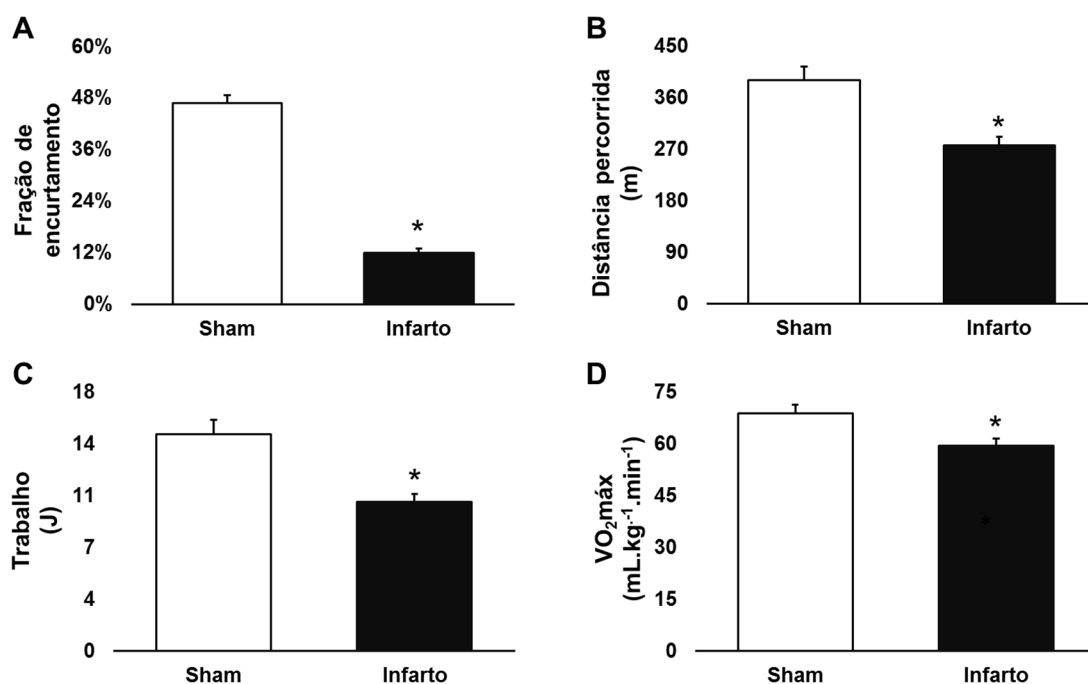 A
Fração de
encurtamento
60%
48%
36%
24%
12%
0%
*
Sham
Infarto
B
Distância percorrida
(m)
450
360
270
180
90
0
*
Sham
Infarto
C
Trabalho
(J)
18
14
11
7
4
0
*
Sham
Infarto
D
VO₂máx
(mL.kg⁻¹.min⁻¹)
75
60
45
30
15
0
*
*
Sham
Infarto